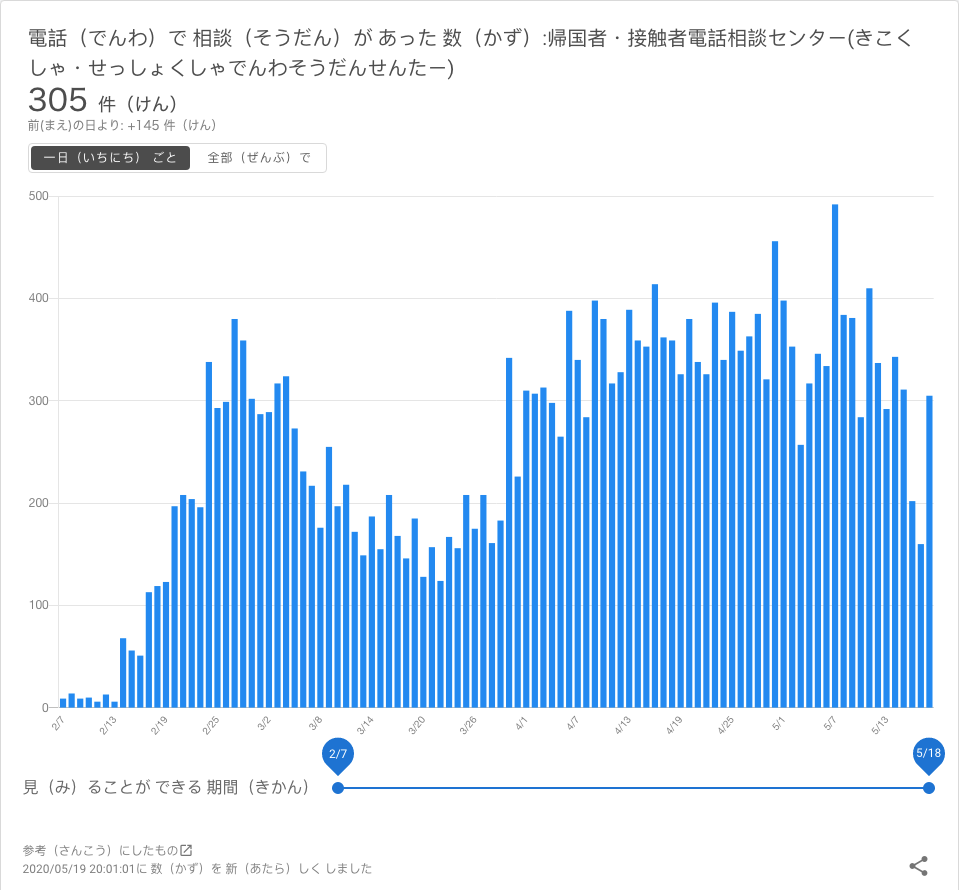 電話（でんわ）で 相談（そうだん）が あった 数（かず）:帰国者・接触者電話相談センター(きこく
しゃ・せっしょくしゃでんわそうだんせんたー)
305 件（けん）
前(まえ)の日より: +145 件（けん）
一日（いちにち） ごと
全部（ぜんぶ）で
500
400
300
200
100
0
2/7
2/13
2/19
2/25
3/2
3/8
3/14
3/20
3/26
4/1
4/7
4/13
4/19
4/25
5/1
5/7
5/13
2/7
5/18
見（み）ることが できる 期間（きかん）
参考（さんこう）にしたもの
2020/05/19 20:01:01に 数（かず）を 新（あたら）しく しました